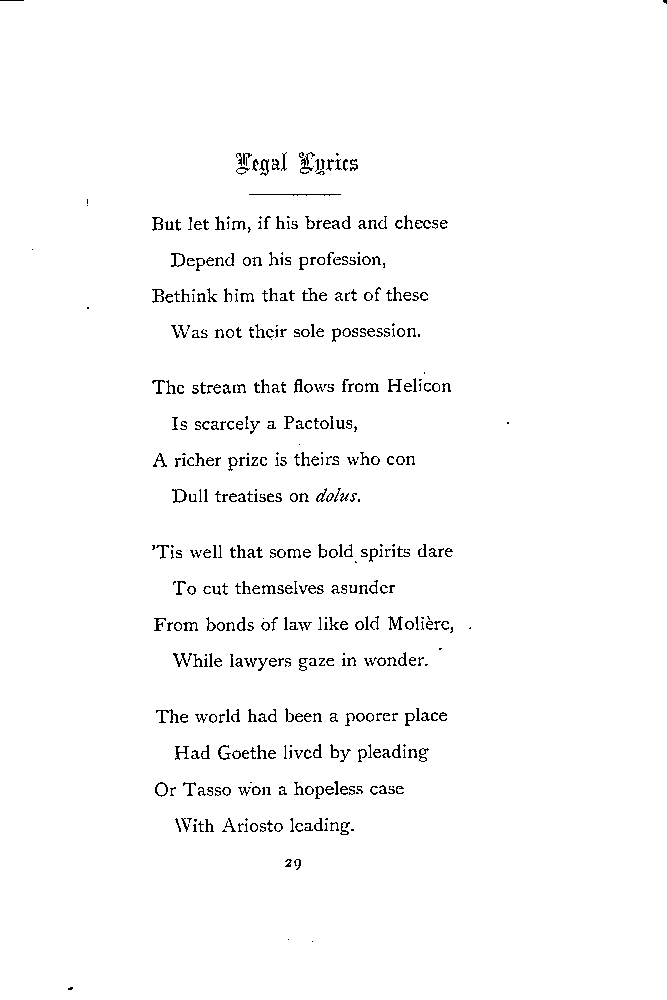 Legal Lyrics
But let him, if his bread and cheese
Depend on his profession,
Bethink him that the art of these
Was not their sole possession.
The stream that flows from Helicon
Is scarcely a Pactolus,
A richer prize is theirs who con
Dull treatises on dolus.
'Tis well that some bold spirits dare
To cut themselves asunder
From bonds of law like old Molière,
While lawyers gaze in wonder.
The world had been a poorer place
Had Goethe lived by pleading
Or Tasso won a hopeless case
With Ariosto leading.
29